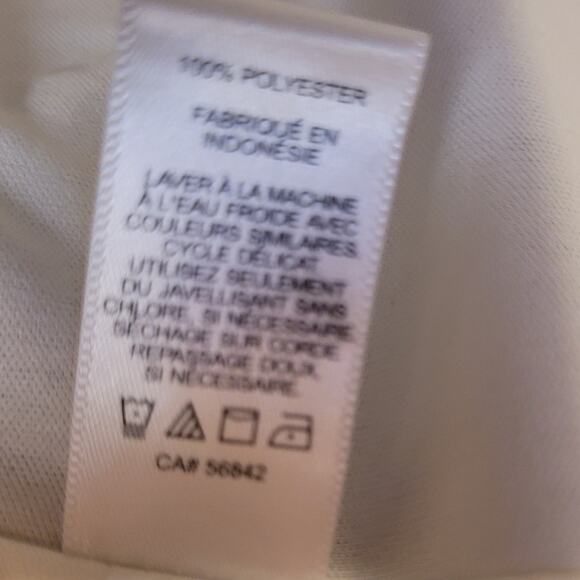 100% POLYESTER
FABRIQUÉ EN
INDONÉSIE
LAVER À LA MACHINE
À L'EAU FROIDE AVEC
COULEURS SIMILAIRES.
CYCLE DÉLICAT.
UTILISEZ SEULEMENT
DU JAVELLISANT SANS
CHLORE, SI NÉCESSAIRE.
SÉCHAGE SUR CORDE.
REPASSAGE DOUX,
SI NÉCESSAIRE.
CA# 56842